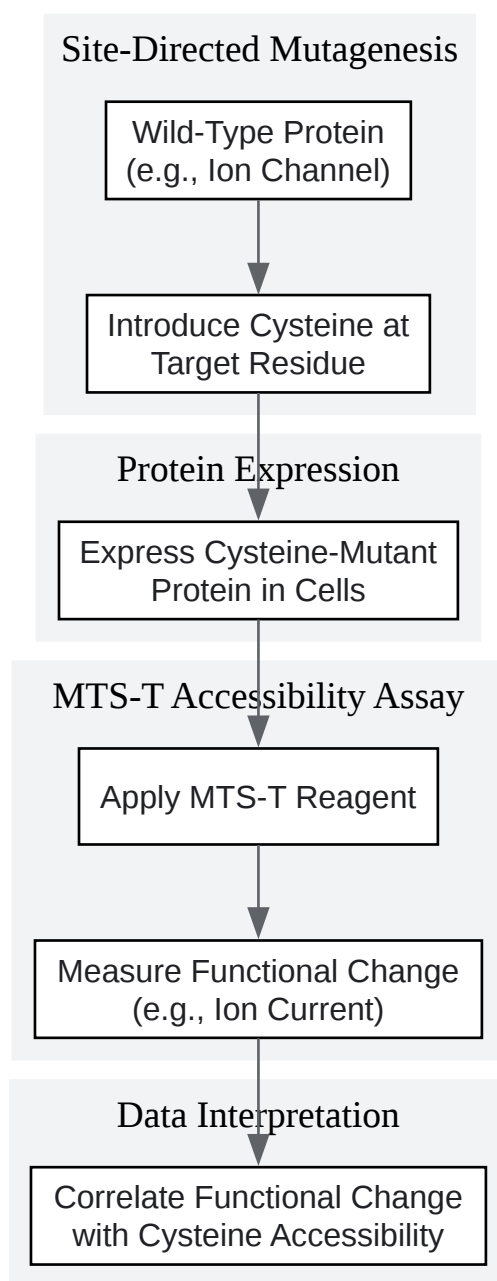 Site-Directed Mutagenesis
Wild-Type Protein
(e.g., Ion Channel)
Introduce Cysteine at
Target Residue
Protein Expression
Express Cysteine-Mutant
Protein in Cells
MTS-T Accessibility Assay
Apply MTS-T Reagent
Measure Functional Change
(e.g., Ion Current)
Data Interpretation
Correlate Functional Change
with Cysteine Accessibility